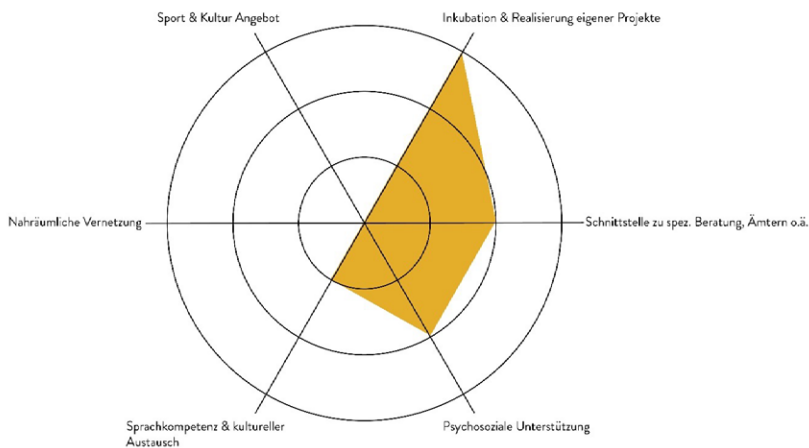 Sport & Kultur Angebot
Inkubation & Realisierung eigener Projekte
Nahräumliche Vernetzung
Schnittstelle zu spez. Beratung, Ämtern o.ä.
Sprachkompetenz & kultureller
Austausch
Psychosoziale Unterstützung